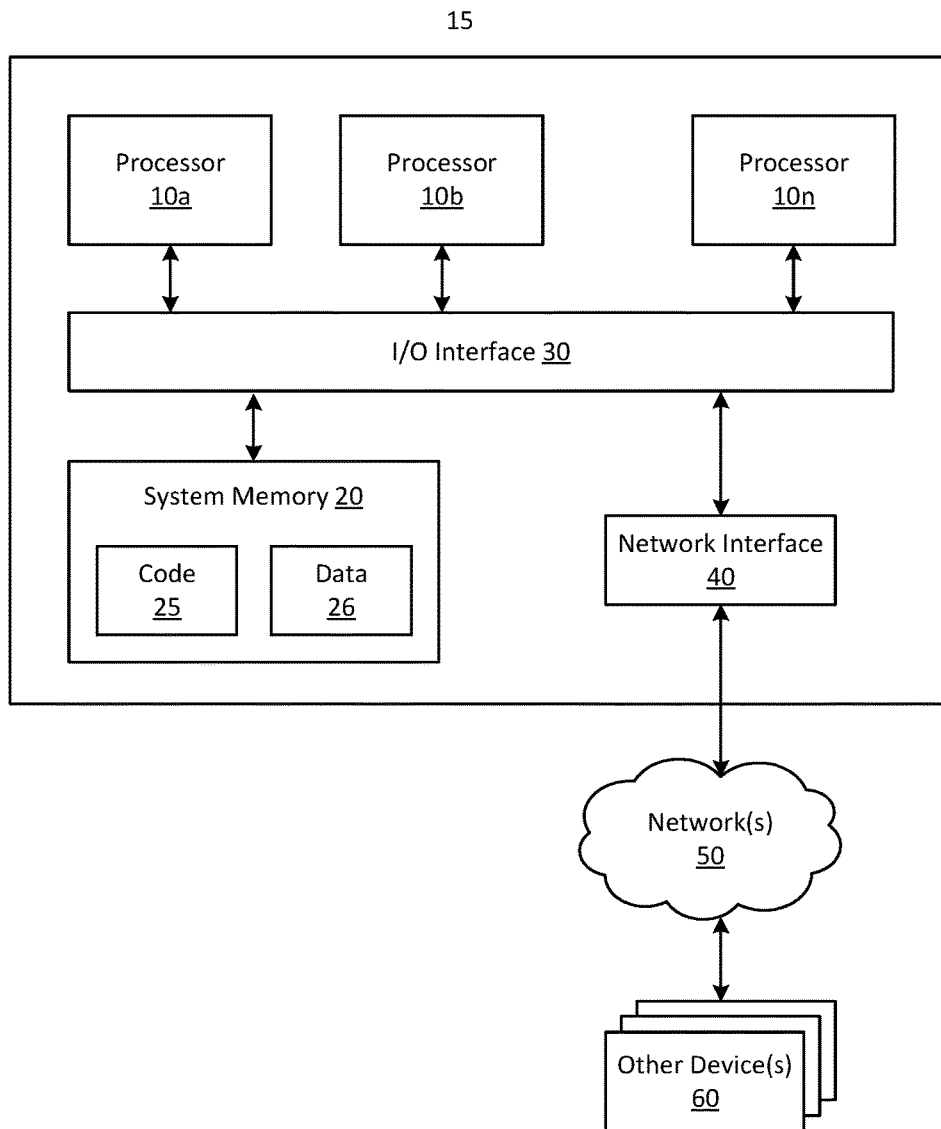 15
Processor
10a
Processor
10b
Processor
10n
I/O Interface 30
System Memory 20
Code
25
Data
26
Network Interface
40
Network(s)
50
Other Device(s)
60